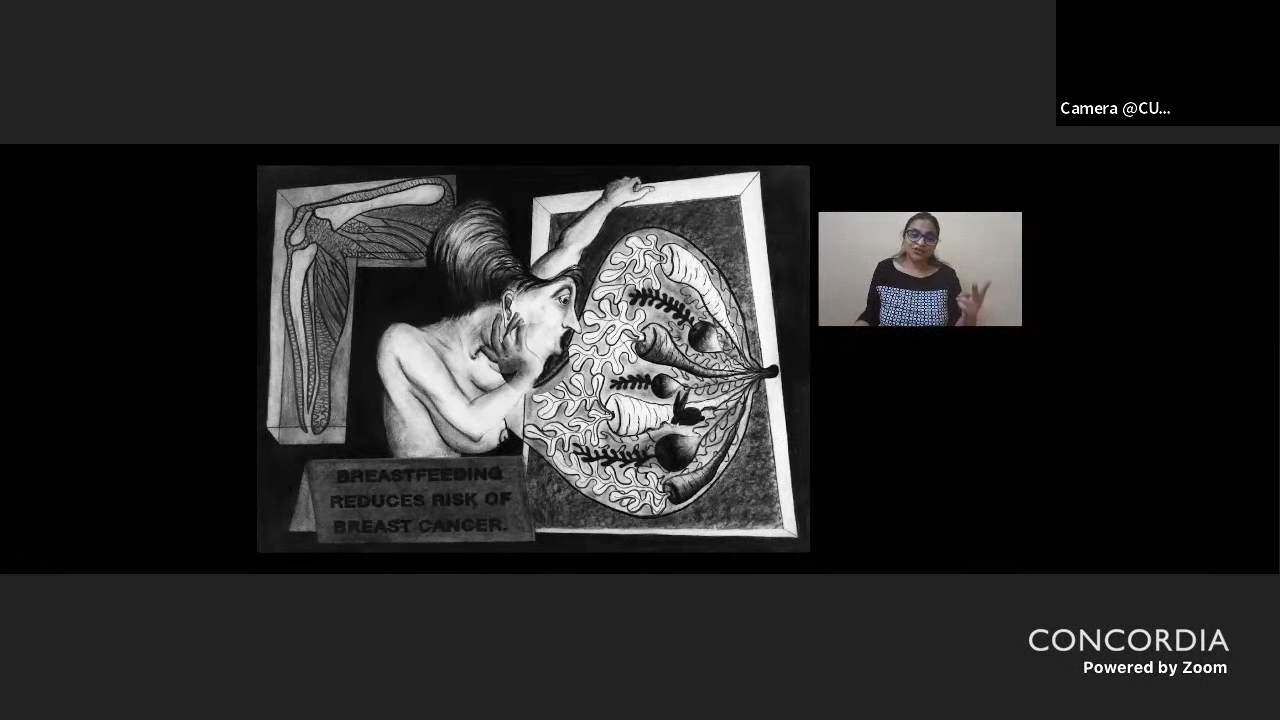 Camera @CU...
BREASTFEEDING
REDUCES RISK OF
BREAST CANCER.
CONCORDIA
Powered by Zoom